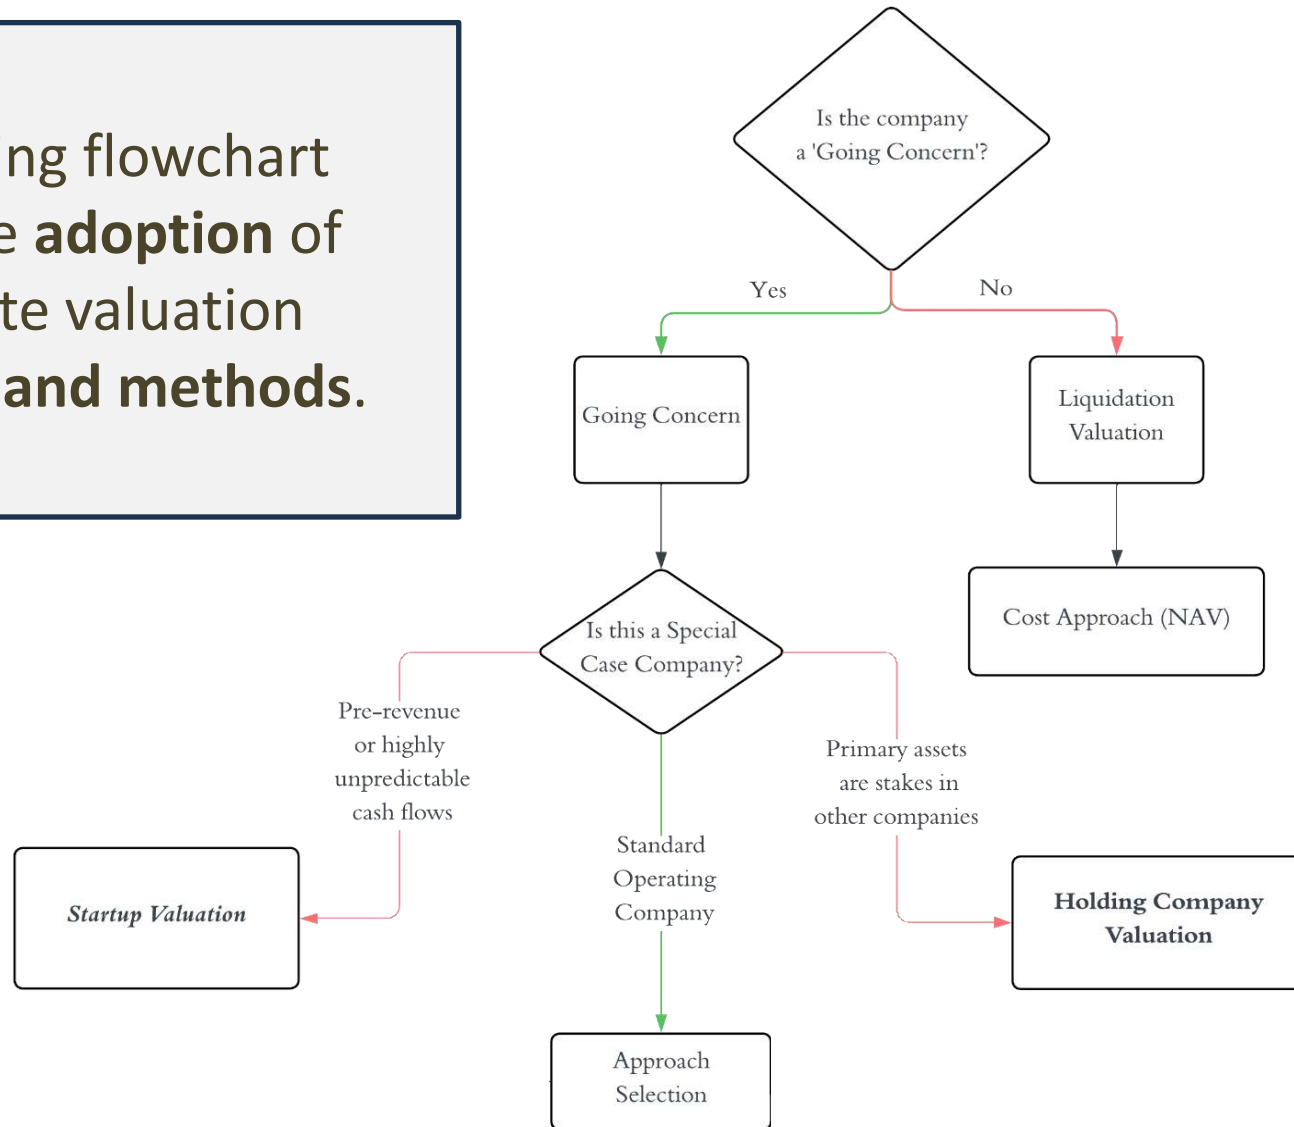 ing flowchart
e adoption of
te valuation
and methods.
Is the company
a 'Going Concern'?
Yes
No
Going Concern
Liquidation
Valuation
Cost Approach (NAV)
Is this a Special
Case Company?
Pre-revenue
or highly
unpredictable
cash flows
Primary assets
are stakes in
other companies
Standard
Operating
Company
Startup Valuation
Holding Company
Valuation
Approach
Selection